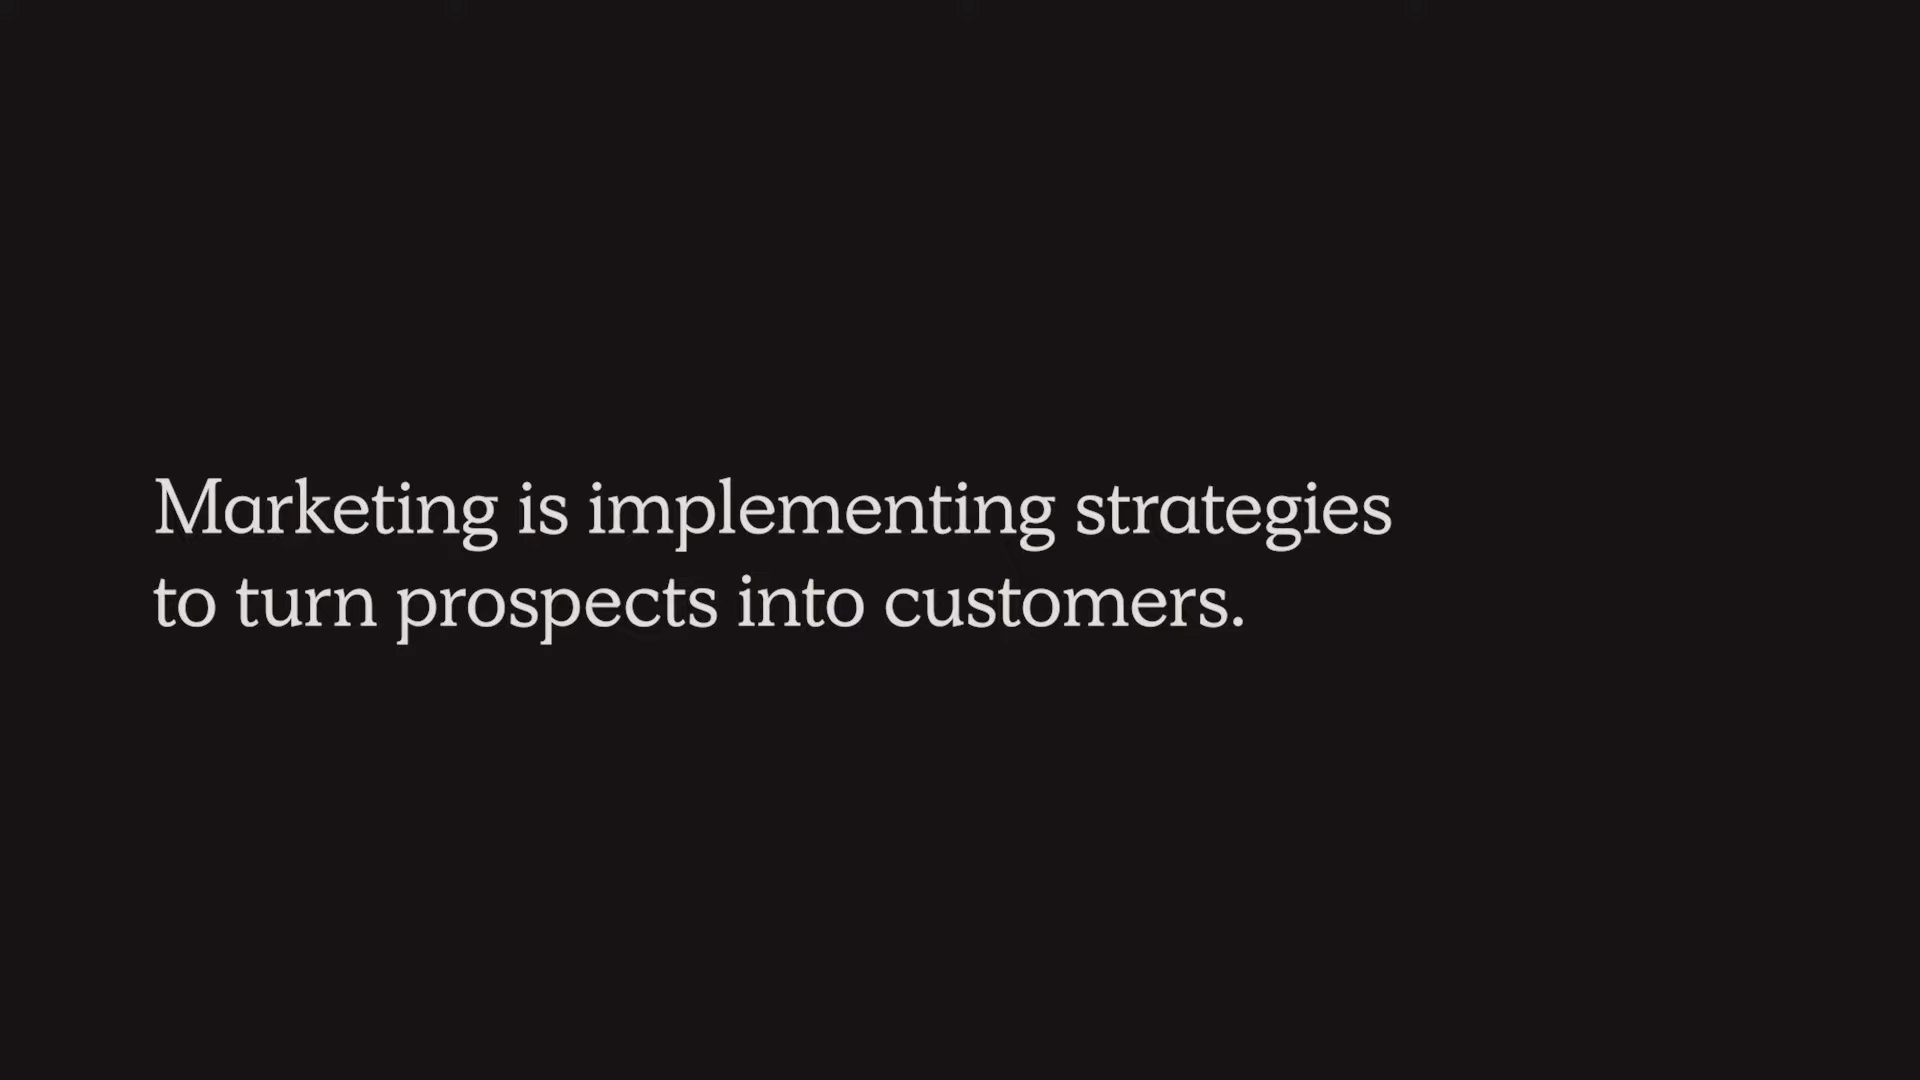 Marketing is implementing strategies
to turn prospects into customers.